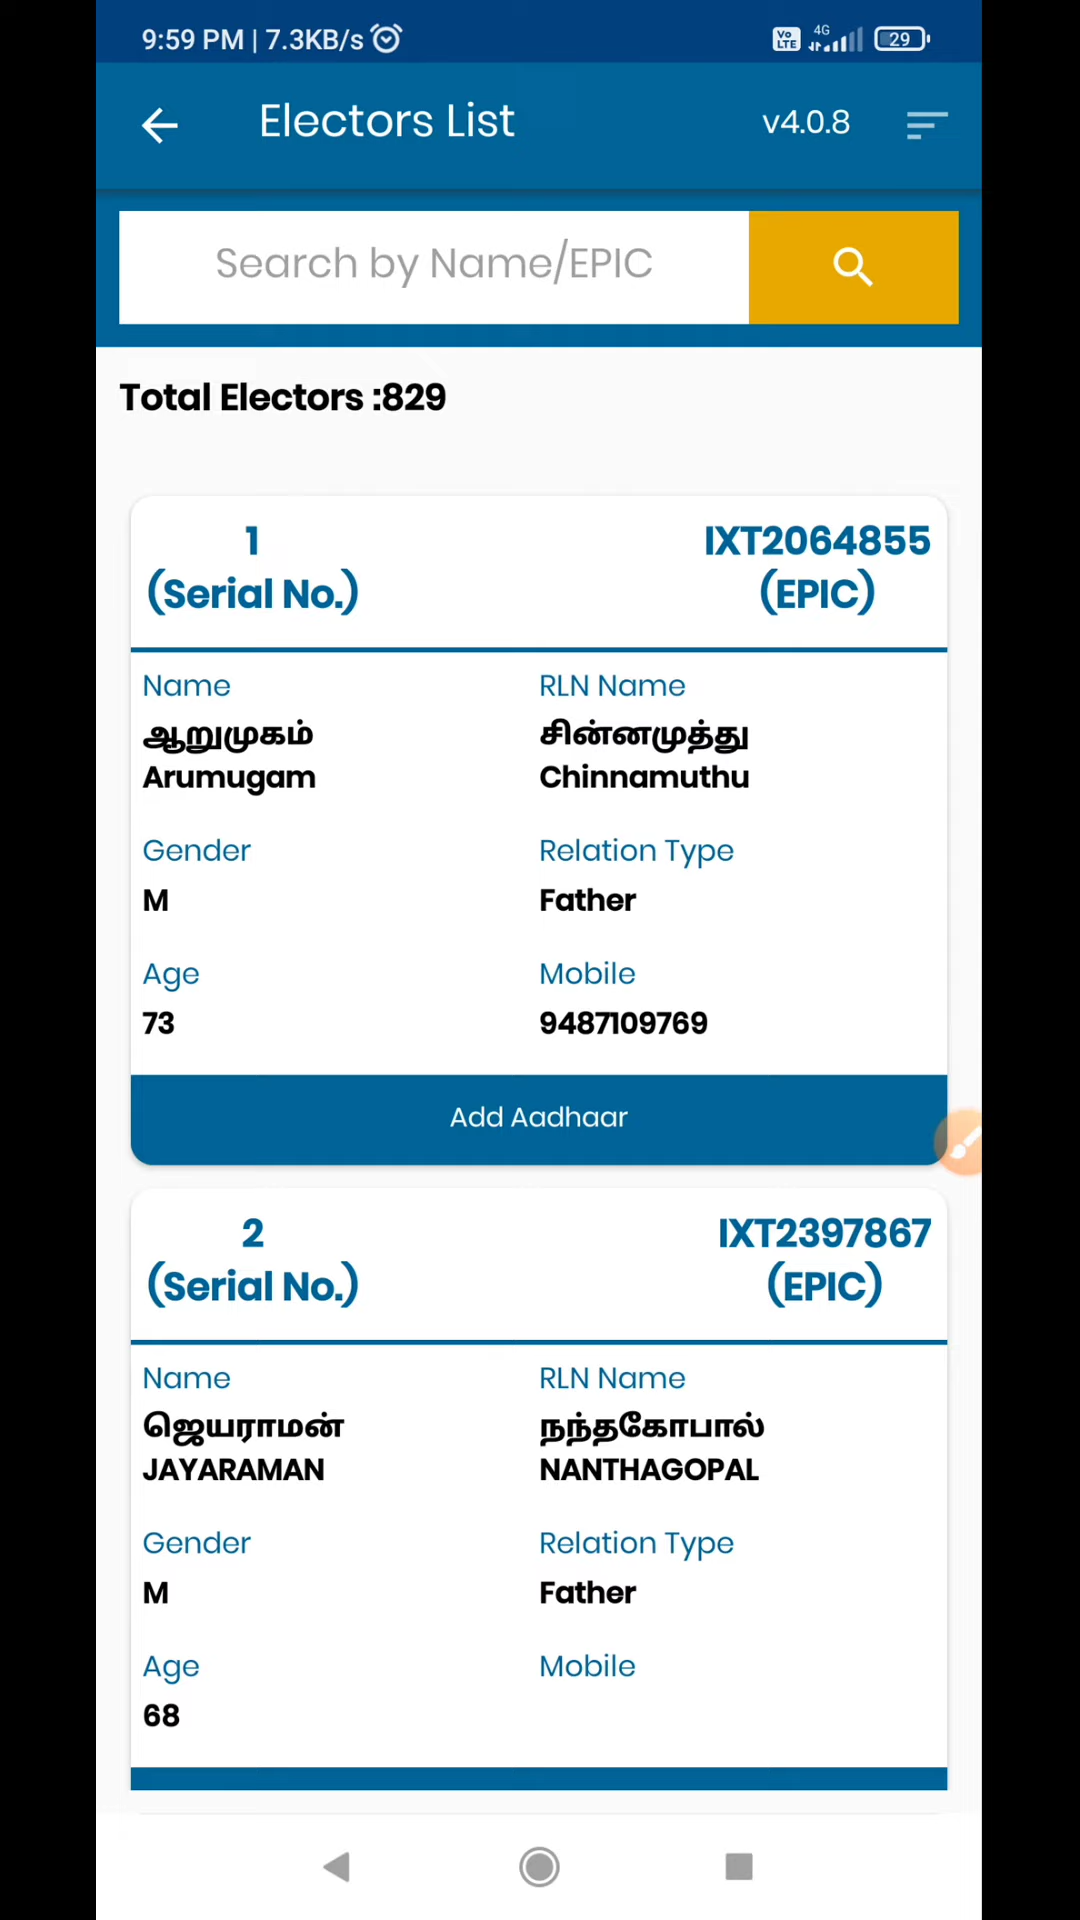 9:59 PM | 7.3KB/s
Vo LTE 4G 29
Electors List v4.0.8
Search by Name/EPIC
Total Electors :829
1 IXT2064855
(Serial No.) (EPIC)
Name RLN Name
ஆறுமுகம் சின்னமுத்து
Arumugam Chinnamuthu
Gender Relation Type
M Father
Age Mobile
73 9487109769
Add Aadhaar
2 IXT2397867
(Serial No.) (EPIC)
Name RLN Name
ஜெயராமன் நந்தகோபால்
JAYARAMAN NANTHAGOPAL
Gender Relation Type
M Father
Age Mobile
68